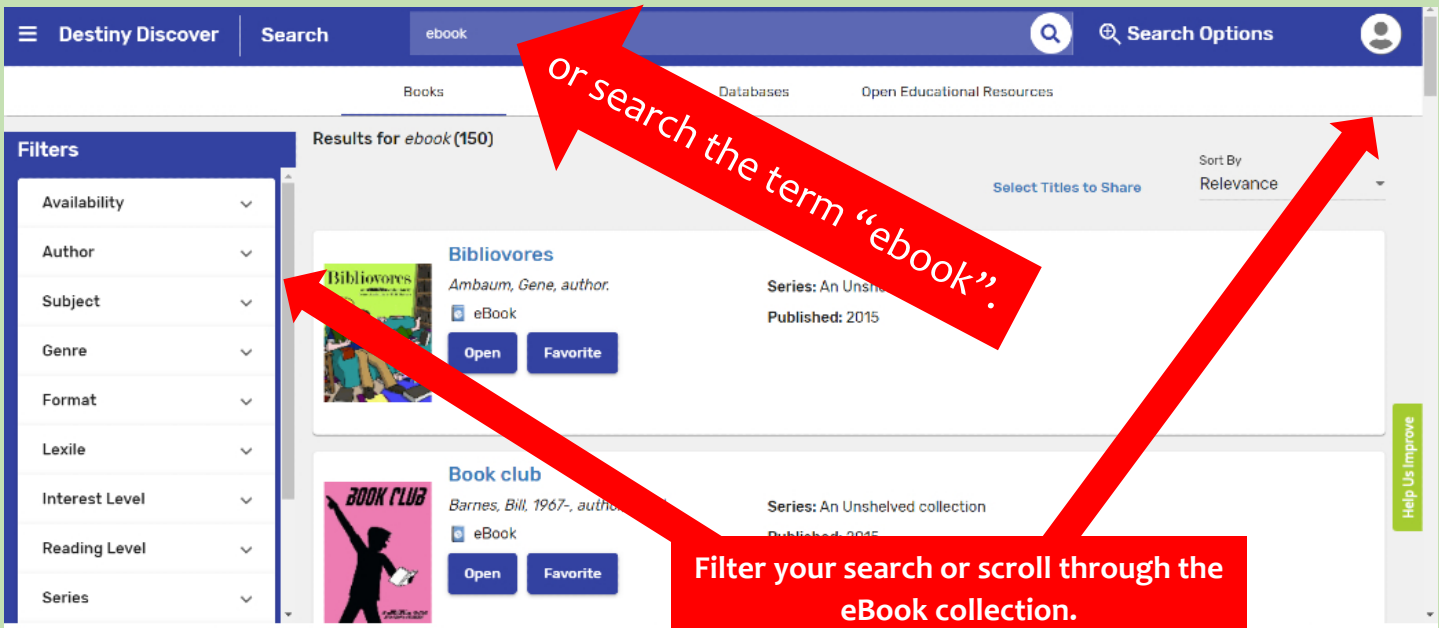 Destiny Discover
Search
ebook
Search Options
Books
Databases
Open Educational Resources
or search the term “ebook”.
Filters
Availability
Author
Subject
Genre
Format
Lexile
Interest Level
Reading Level
Series
Results for ebook (150)
Select Titles to Share
Sort By
Relevance
Bibliovores
Bibliovores
Ambaum, Gene, author.
eBook
Open
Favorite
Series: An
Published: 2015
BOOK CLUB
Book club
Barnes, Bill, 1967-,
eBook
Open
Favorite
Series: An Unshelved collection
Filter your search or scroll through the
eBook collection.
Help Us Improve